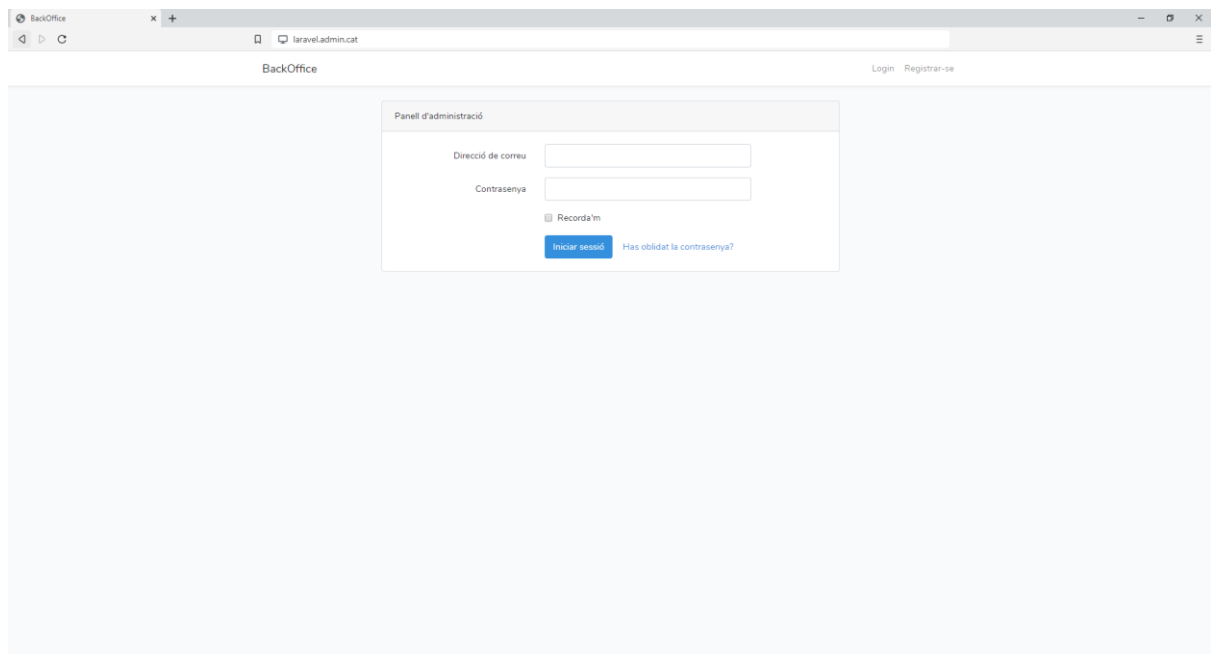 BackOffice
laravel.admin.cat
BackOffice
Login Registrar-se
Panell d'administració
Direcció de correu
Contrasenya
Recorda'm
Iniciar sessió Has oblidat la contrasenya?